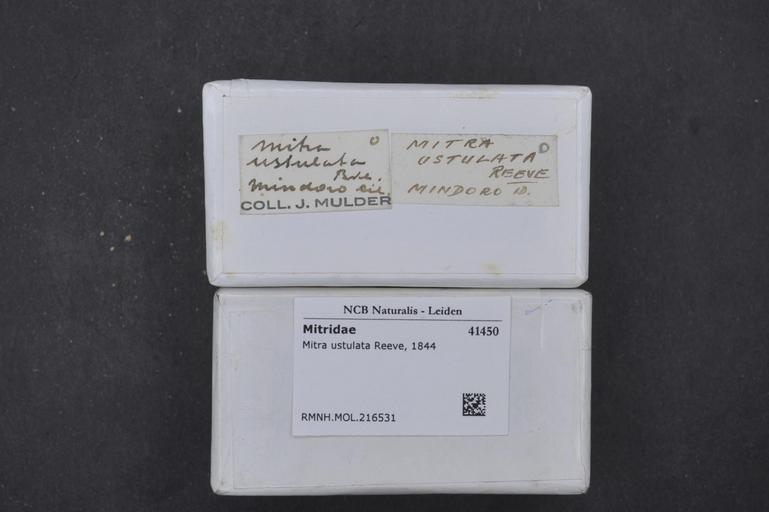 Mitra
ustulata
Mindoro eil.
COLL. J. MULDER
MITRA
USTULATA
REEVE
MINDORO ID.
NCB Naturalis - Leiden
Mitridae 41450
Mitra ustulata Reeve, 1844
RMNH.MOL.216531